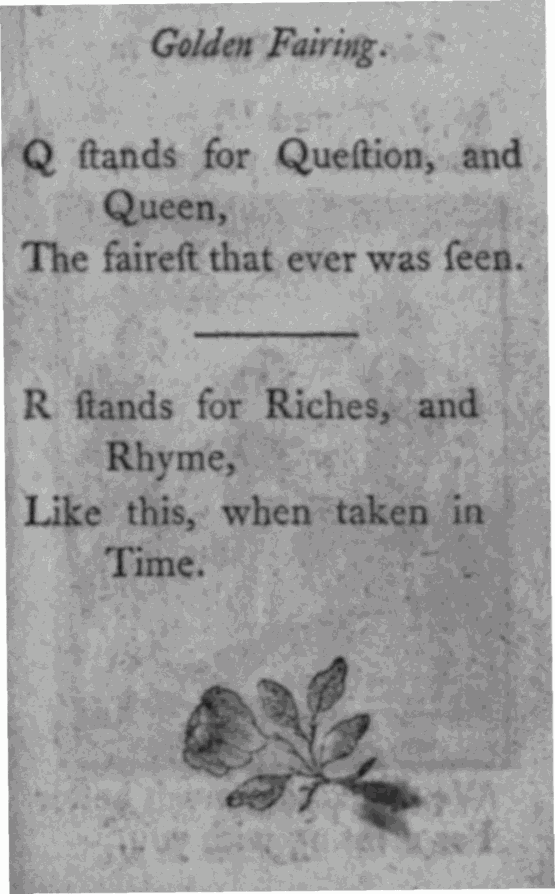 Golden Fairing.
Q ſtands for Queſtion, and
Queen,
The faireſt that ever was ſeen.
R ſtands for Riches, and
Rhyme,
Like this, when taken in
Time.